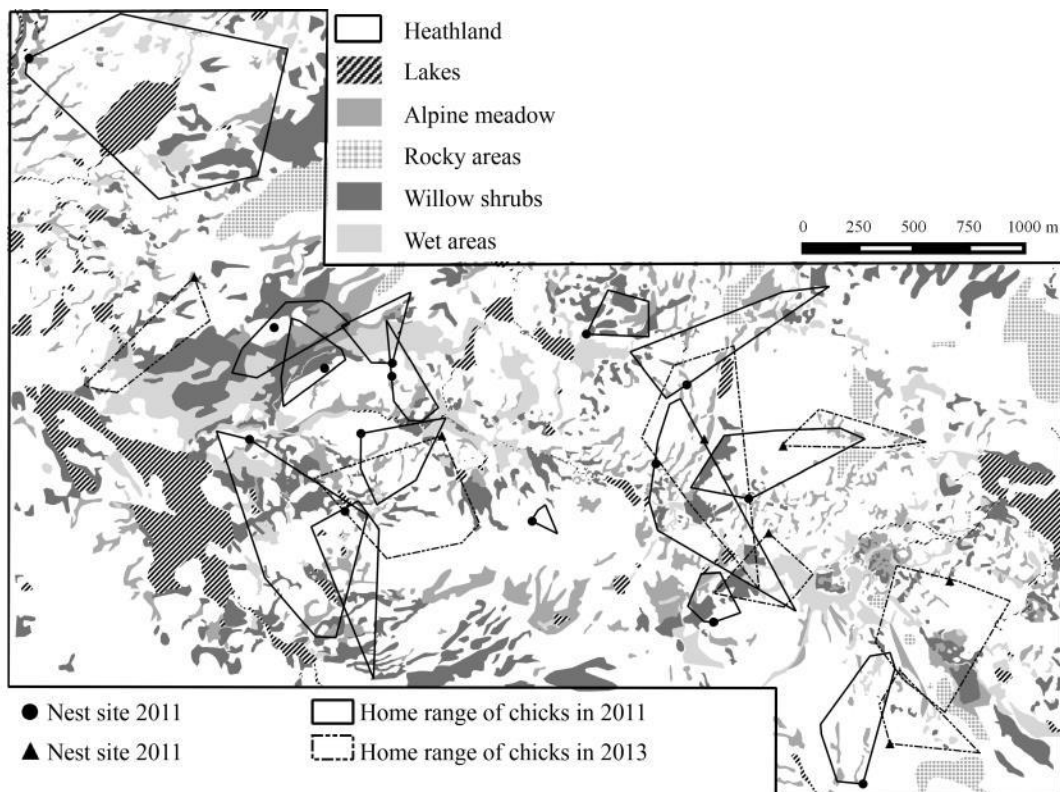 Heathland
Lakes
Alpine meadow
Rocky areas
Willow shrubs
Wet areas
0 250 500 750 1000 m
Nest site 2011 Home range of chicks in 2011
Nest site 2011 Home range of chicks in 2013